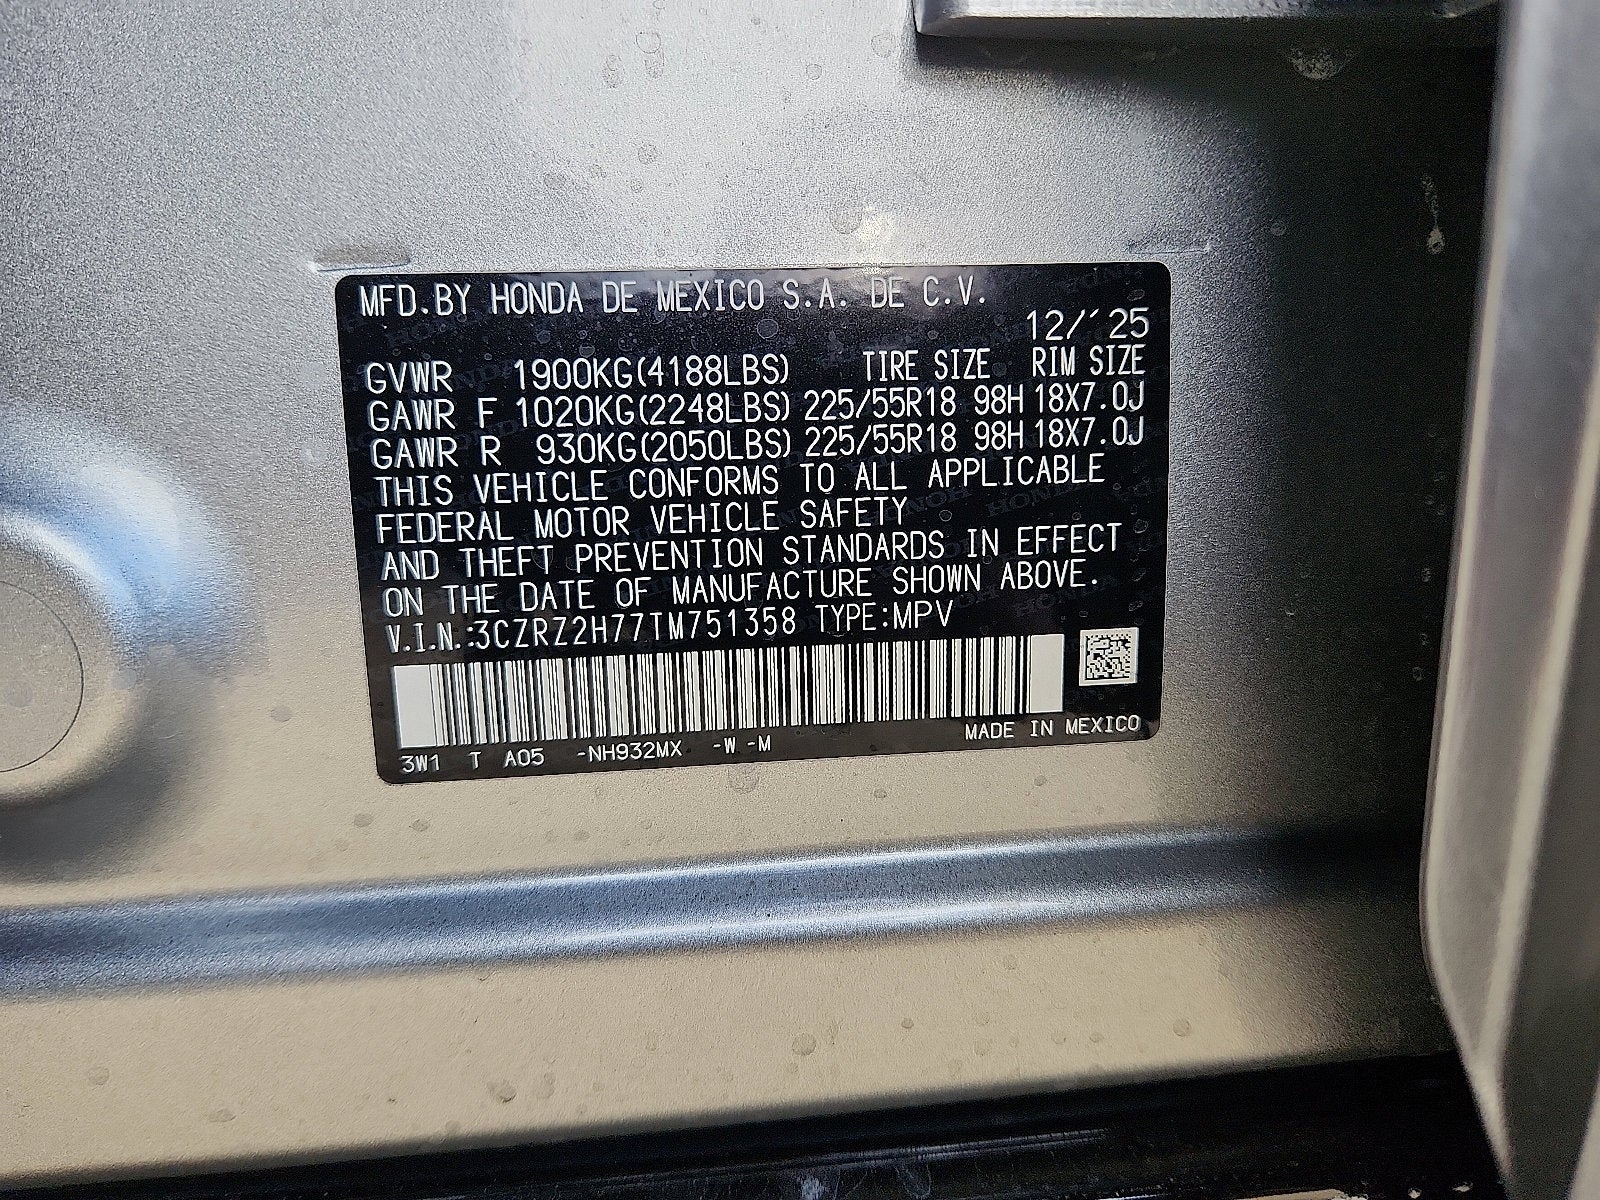 MFD.BY HONDA DE MEXICO S.A. DE C.V.
12/'25
GVWR 1900KG(4188LBS) TIRE SIZE RIM SIZE
GAWR F 1020KG(2248LBS) 225/55R18 98H 18X7.0J
GAWR R 930KG(2050LBS) 225/55R18 98H 18X7.0J
THIS VEHICLE CONFORMS TO ALL APPLICABLE
FEDERAL MOTOR VEHICLE SAFETY
AND THEFT PREVENTION STANDARDS IN EFFECT
ON THE DATE OF MANUFACTURE SHOWN ABOVE.
V.I.N.:3CZRZ2H77TM751358 TYPE:MPV
MADE IN MEXICO
3W1 T A05 -NH932MX -W -M